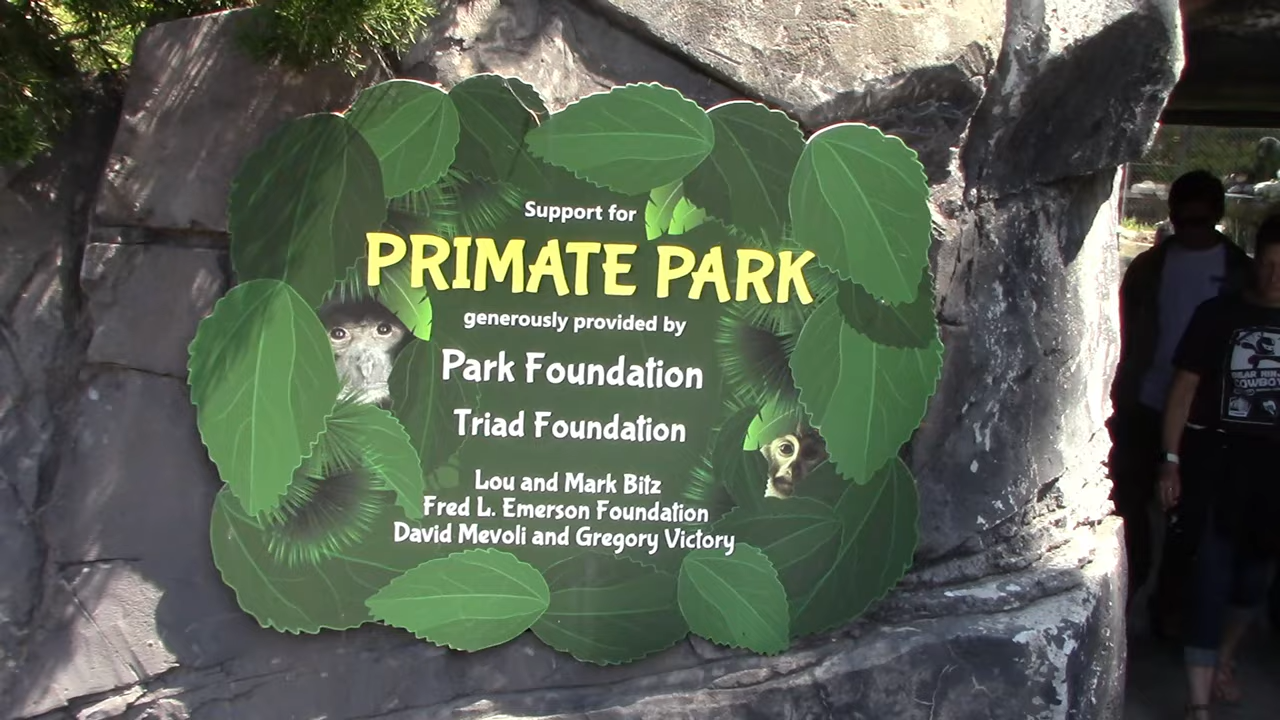 Support for
PRIMATE PARK
generously provided by
Park Foundation
Triad Foundation
Lou and Mark Bitz
Fred L. Emerson Foundation
David Mevoli and Gregory Victory
COWBOY